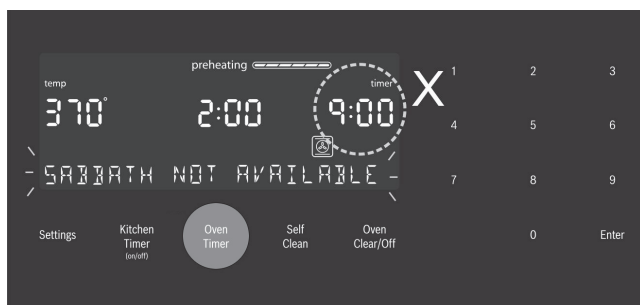 preheating
temp timer
370° 2:00 9:00
SABBATH NOT AVAILABLE
Settings
Kitchen
Timer
(on/off)
Oven
Timer
Self
Clean
Oven
Clear/Off
X
1 2 3
4 5 6
7 8 9
0 Enter